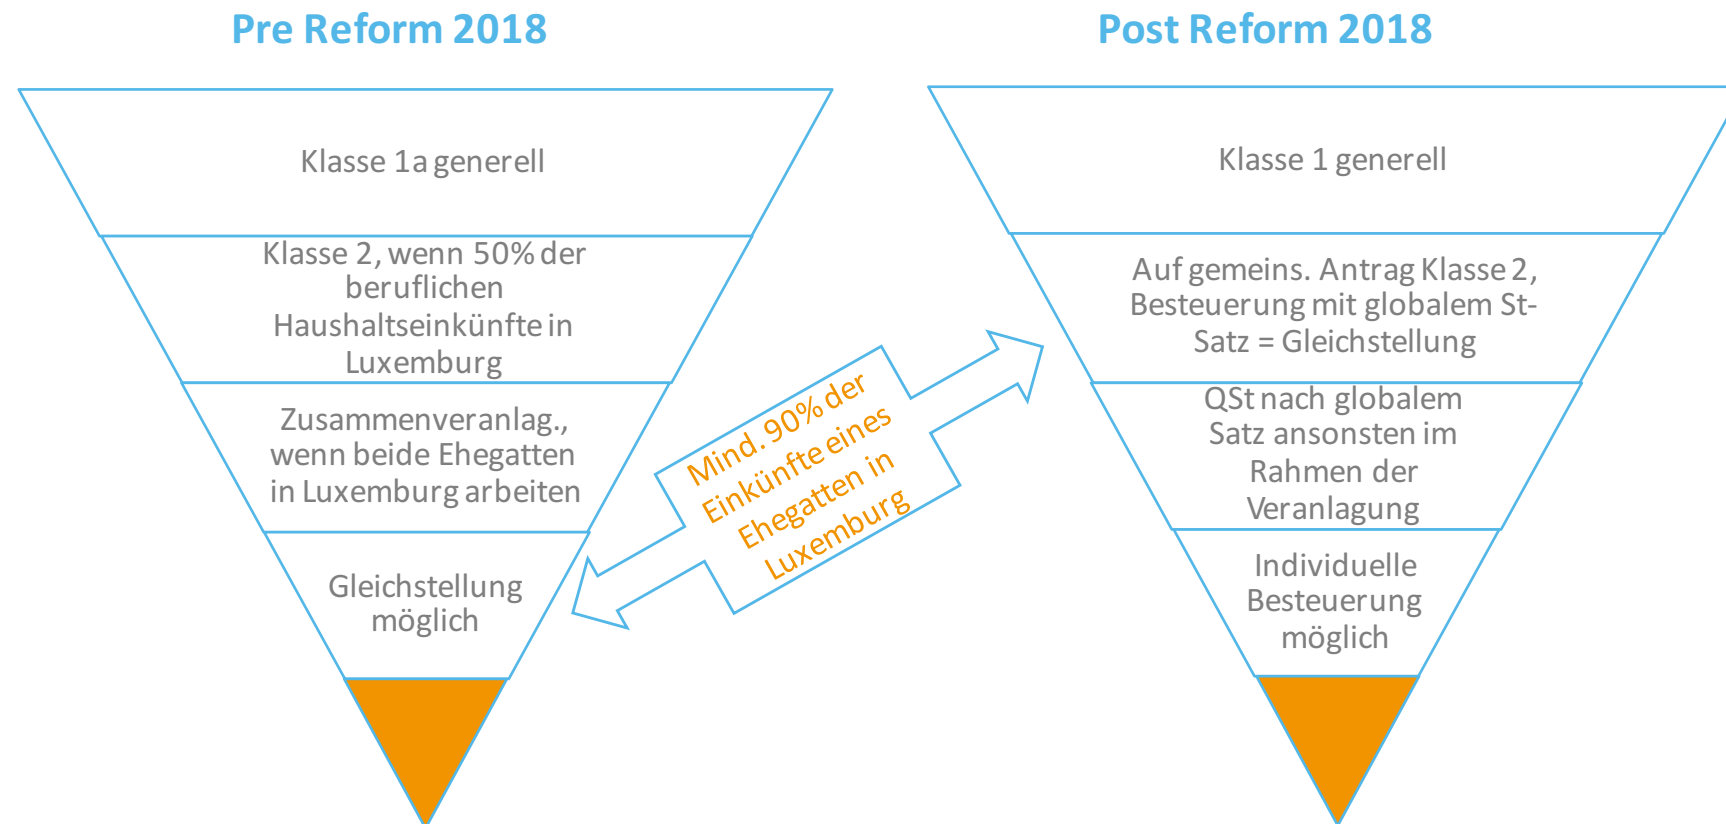 Pre Reform 2018
Klasse 1a generell
Klasse 2, wenn 50% der
beruflichen
Haushaltseinkünfte in
Luxemburg
Zusammenveranlag.,
wenn beide Ehegatten
in Luxemburg arbeiten
Gleichstellung
möglich
Mind. 90% der
Einkünfte eines
Ehegatten in
Luxemburg
Post Reform 2018
Klasse 1 generell
Auf gemeins. Antrag Klasse 2,
Besteuerung mit globalem St-
Satz = Gleichstellung
QSt nach globalem
Satz ansonsten im
Rahmen der
Veranlagung
Individuelle
Besteuerung
möglich